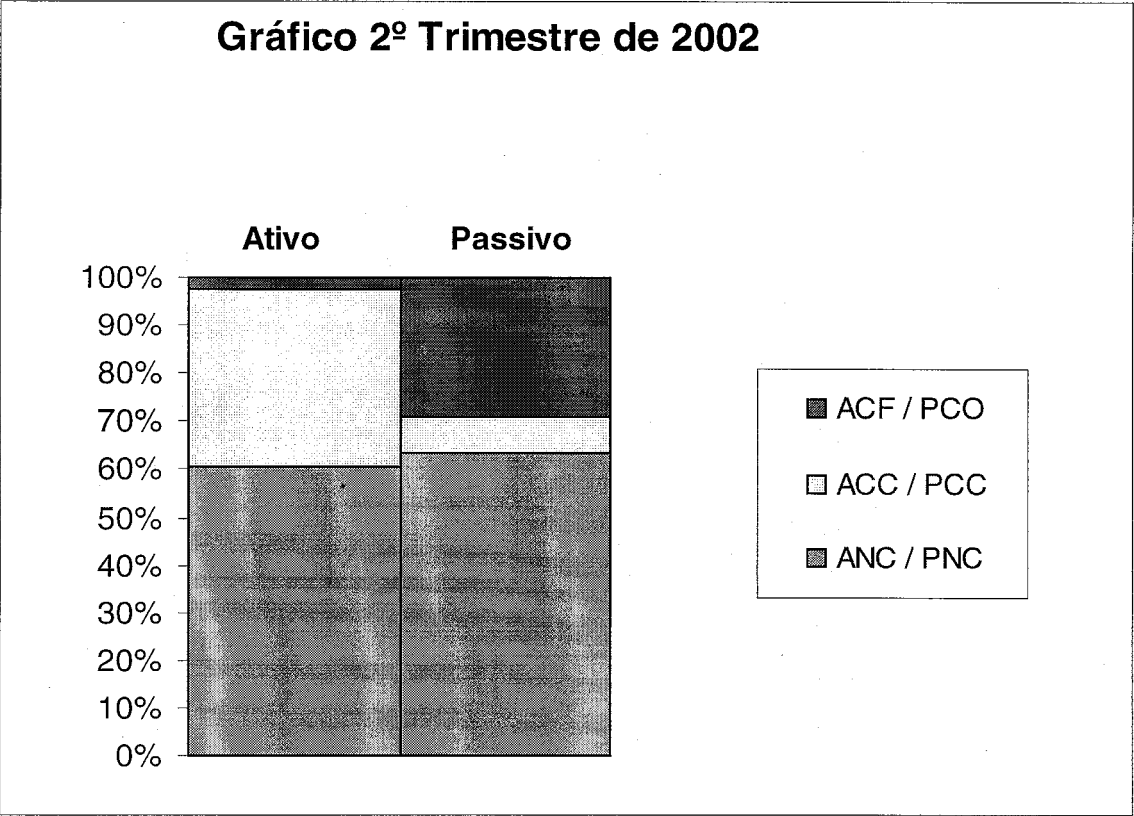 Gráfico 2º Trimestre de 2002
Ativo Passivo
100%
90%
80%
70%
60%
50%
40%
30%
20%
10%
0%
ACF / PCO
ACC / PCC
ANC / PNC